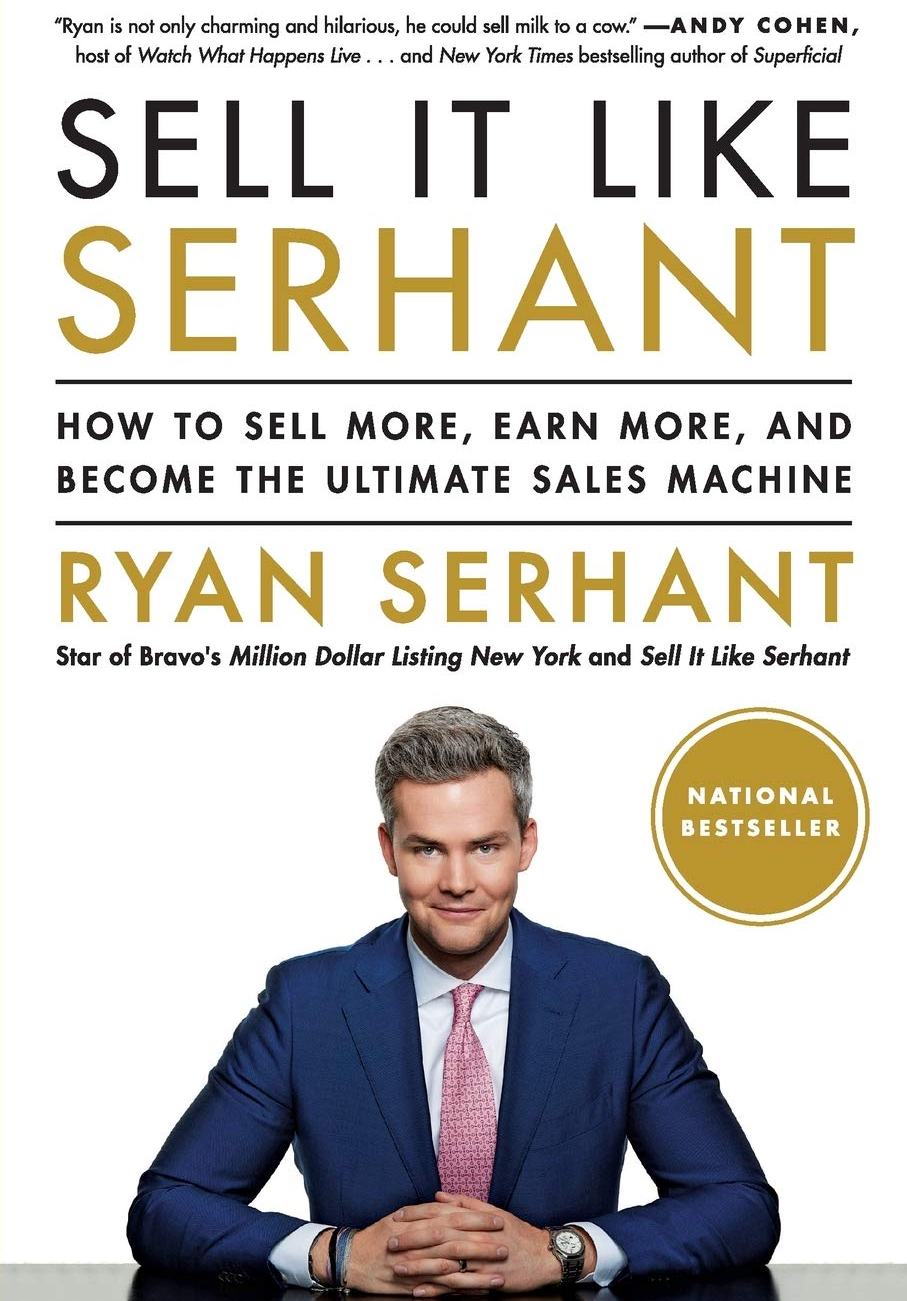 “Ryan is not only charming and hilarious, he could sell milk to a cow.” —ANDY COHEN,
host of Watch What Happens Live . . . and New York Times bestselling author of Superficial
SELL IT LIKE
SERHANT
HOW TO SELL MORE, EARN MORE, AND
BECOME THE ULTIMATE SALES MACHINE
RYAN SERHANT
Star of Bravo's Million Dollar Listing New York and Sell It Like Serhant
NATIONAL
BESTSELLER